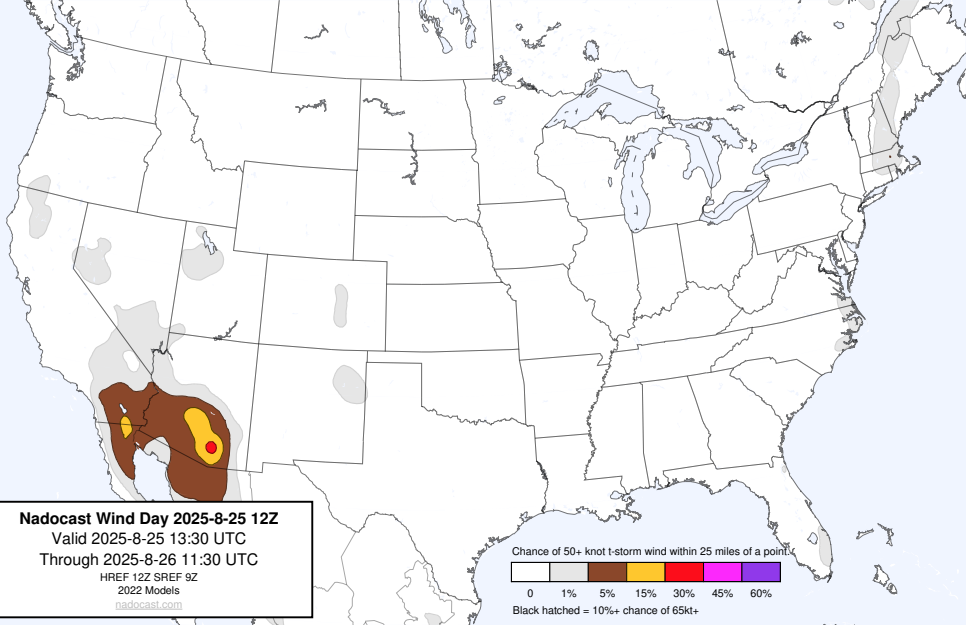 Nadocast Wind Day 2025-8-25 12Z
Valid 2025-8-25 13:30 UTC
Through 2025-8-26 11:30 UTC
HREF 12Z SREF 9Z
2022 Models
nadocast.com
Chance of 50+ knot t-storm wind within 25 miles of a point.
0 1% 5% 15% 30% 45% 60%
Black hatched = 10%+ chance of 65kt+